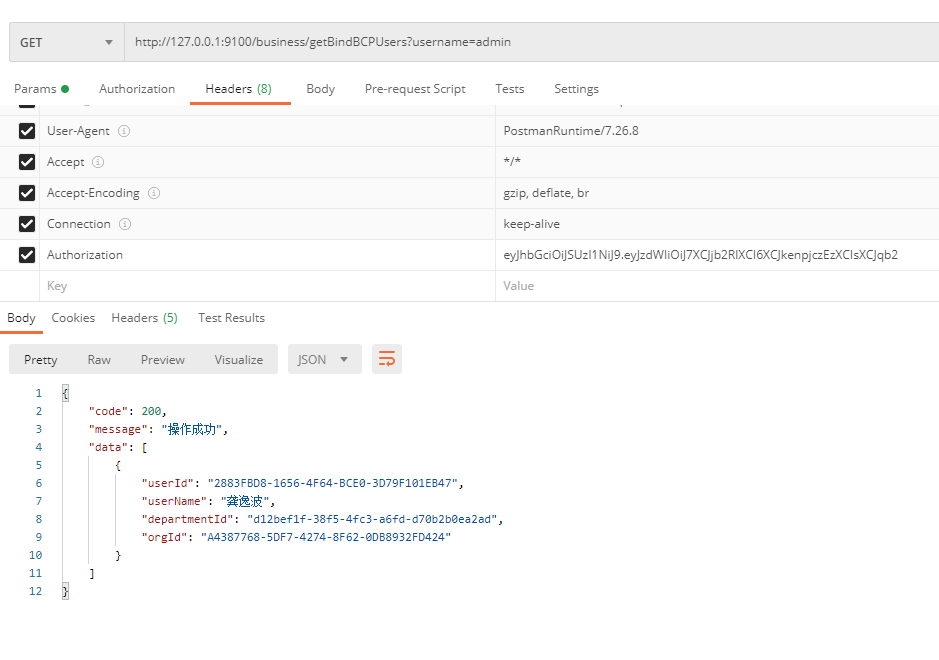 GET http://127.0.0.1:9100/business/getBindBCPUsers?username=admin
Params Authorization Headers (8) Body Pre-request Script Tests Settings
User-Agent PostmanRuntime/7.26.8
Accept */*
Accept-Encoding gzip, deflate, br
Connection keep-alive
Authorization eyJhbGciOiJSUzI1NiJ9.eyJzdWIiOiJ7XCJjb2RlXCI6XCJkenpjczEzXCIsXCJqb2
Key Value
Body Cookies Headers (5) Test Results
Pretty Raw Preview Visualize JSON
1 {
2 "code": 200,
3 "message": "操作成功",
4 "data": [
5 {
6 "userId": "2883FBD8-1656-4F64-BCE0-3D79F101EB47",
7 "userName": "龚逸波",
8 "departmentId": "d12bef1f-38f5-4fc3-a6fd-d70b2b0ea2ad",
9 "orgId": "A4387768-5DF7-4274-8F62-0DB8932FD424"
10 }
11 ]
12 }